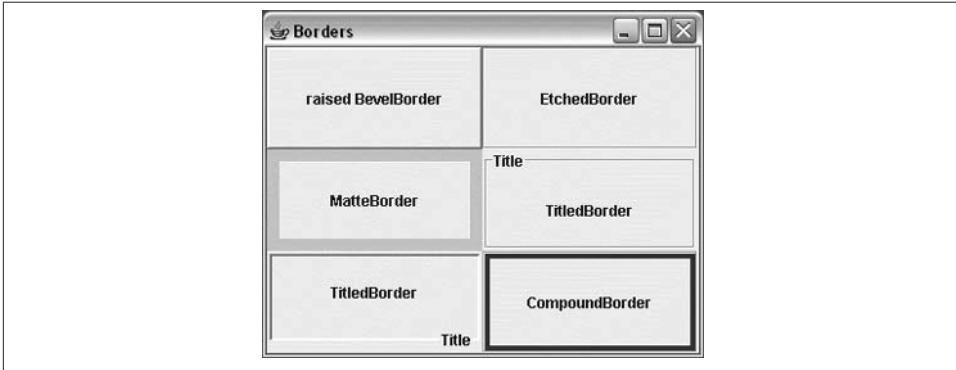 Borders
raised BevelBorder
EtchedBorder
MatteBorder
Title
TitledBorder
TitledBorder
Title
CompoundBorder